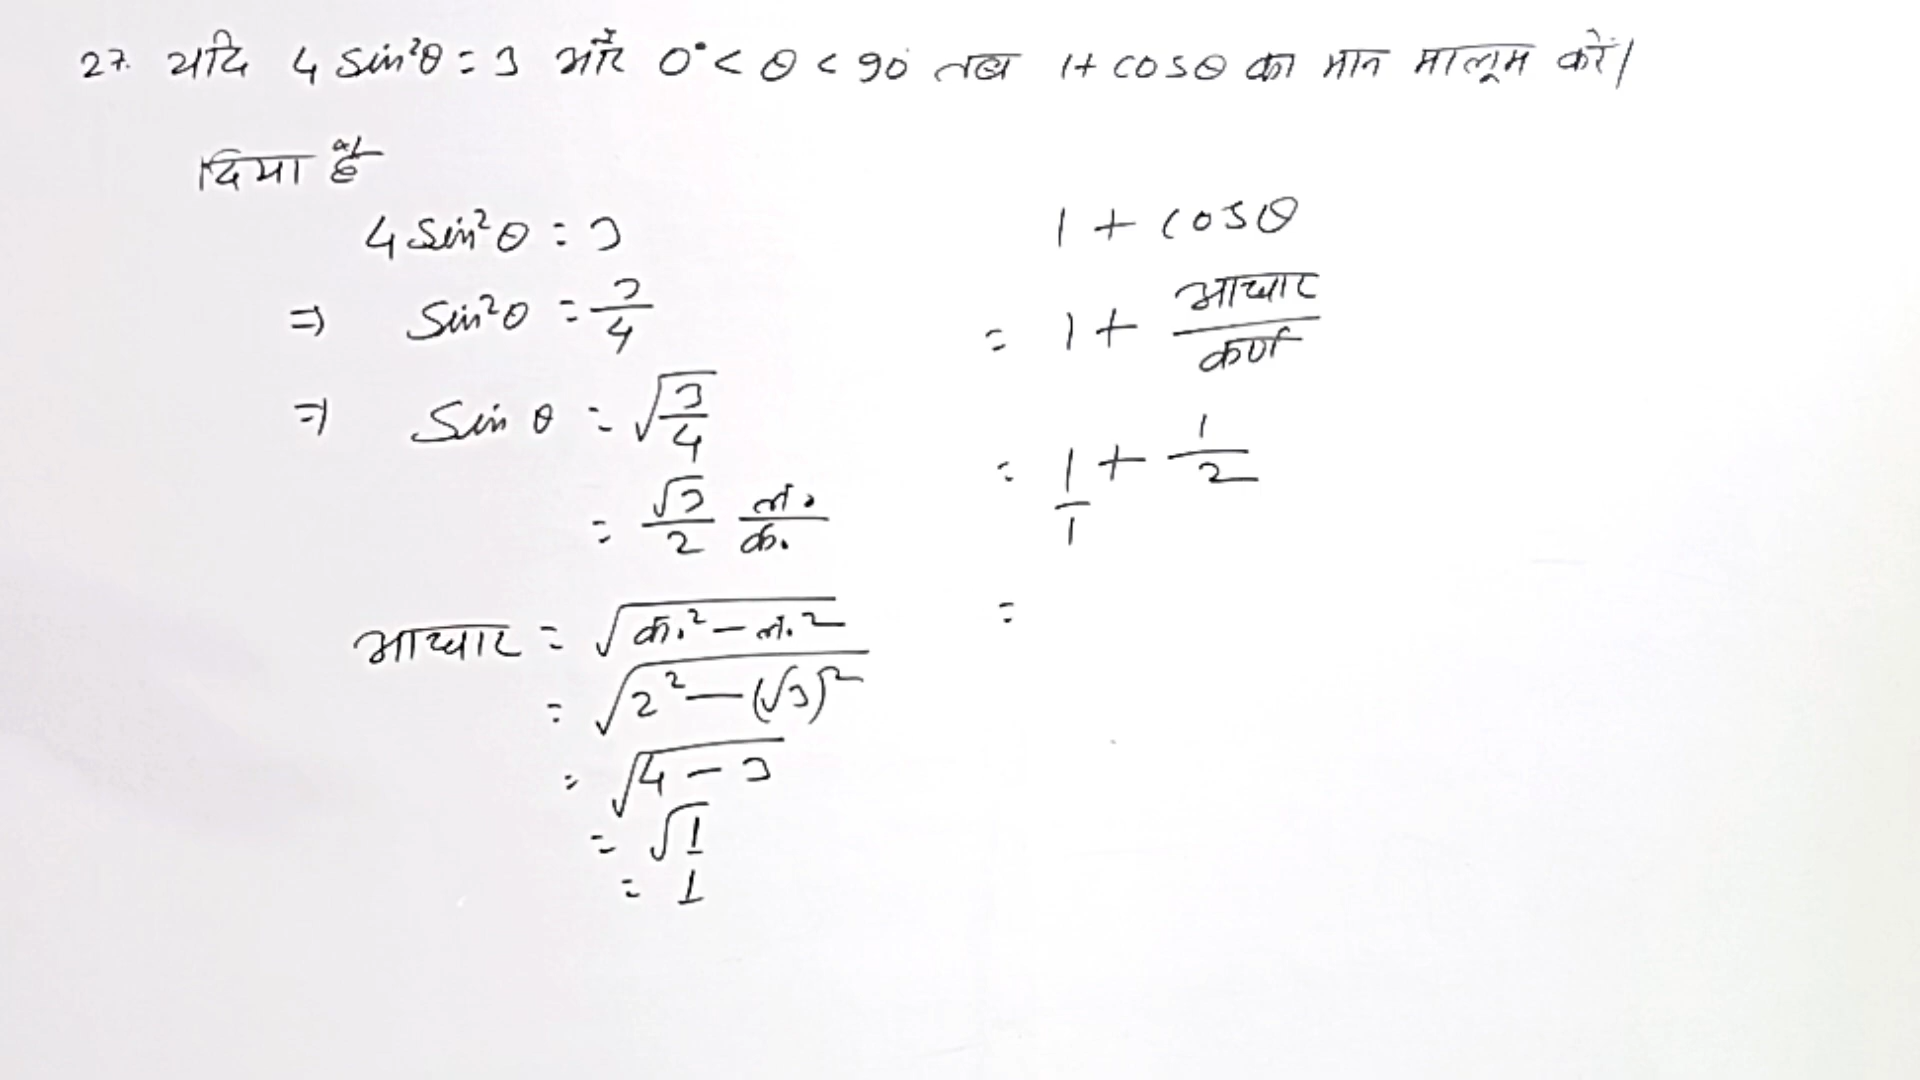 27. यदि 4 sin²θ = 3 और 0° < θ < 90° तब 1 + cosθ का मान मालूम करें।
दिया है
4 sin²θ = 3
⇒ sin²θ = 3/4
⇒ sin θ = √(3/4)
= √3/2 लं./क.
आधार = √(क.² − लं.²)
= √(2² − (√3)²)
= √(4 − 3)
= √1
= 1
1 + cosθ
= 1 + आधार/कर्ण
= 1/1 + 1/2
=